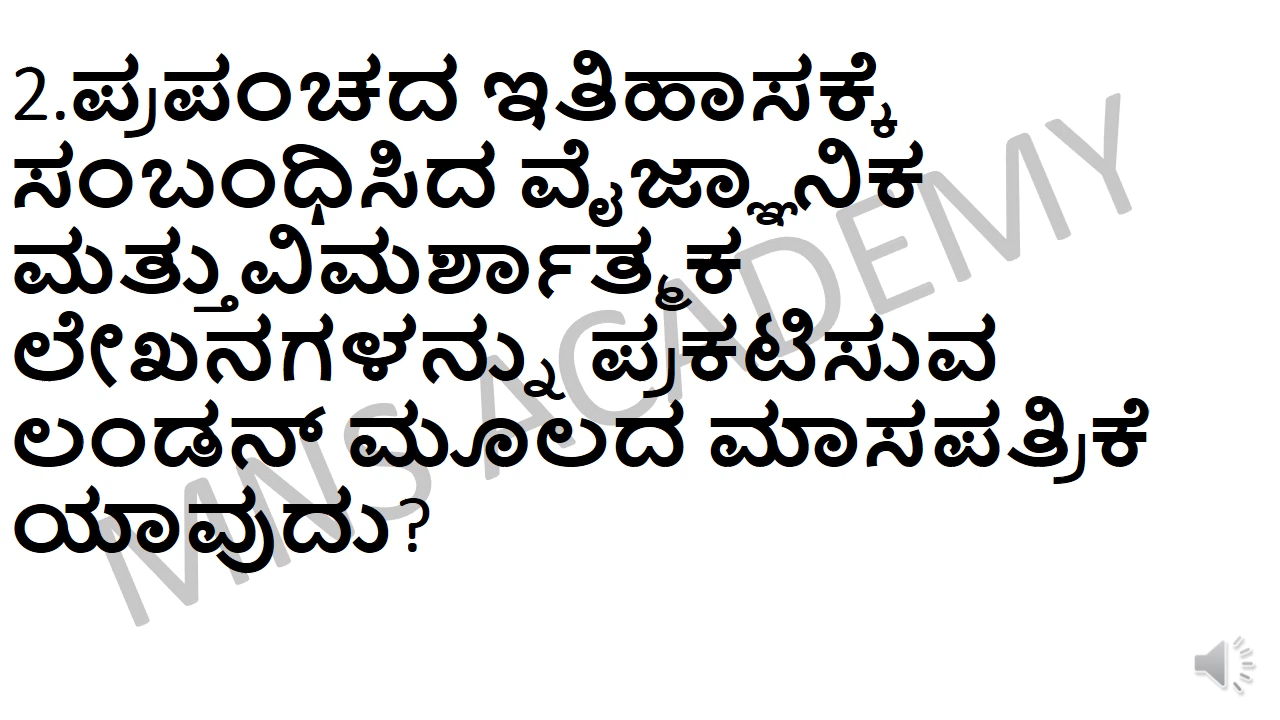 2.ಪ್ರಪಂಚದ ಇತಿಹಾಸಕ್ಕೆ
ಸಂಬಂಧಿಸಿದ ವೈಜ್ಞಾನಿಕ
ಮತ್ತುವಿಮರ್ಶಾತ್ಮಕ
ಲೇಖನಗಳನ್ನು ಪ್ರಕಟಿಸುವ
ಲಂಡನ್ ಮೂಲದ ಮಾಸಪತ್ರಿಕೆ
ಯಾವುದು?
MNS ACADEMY